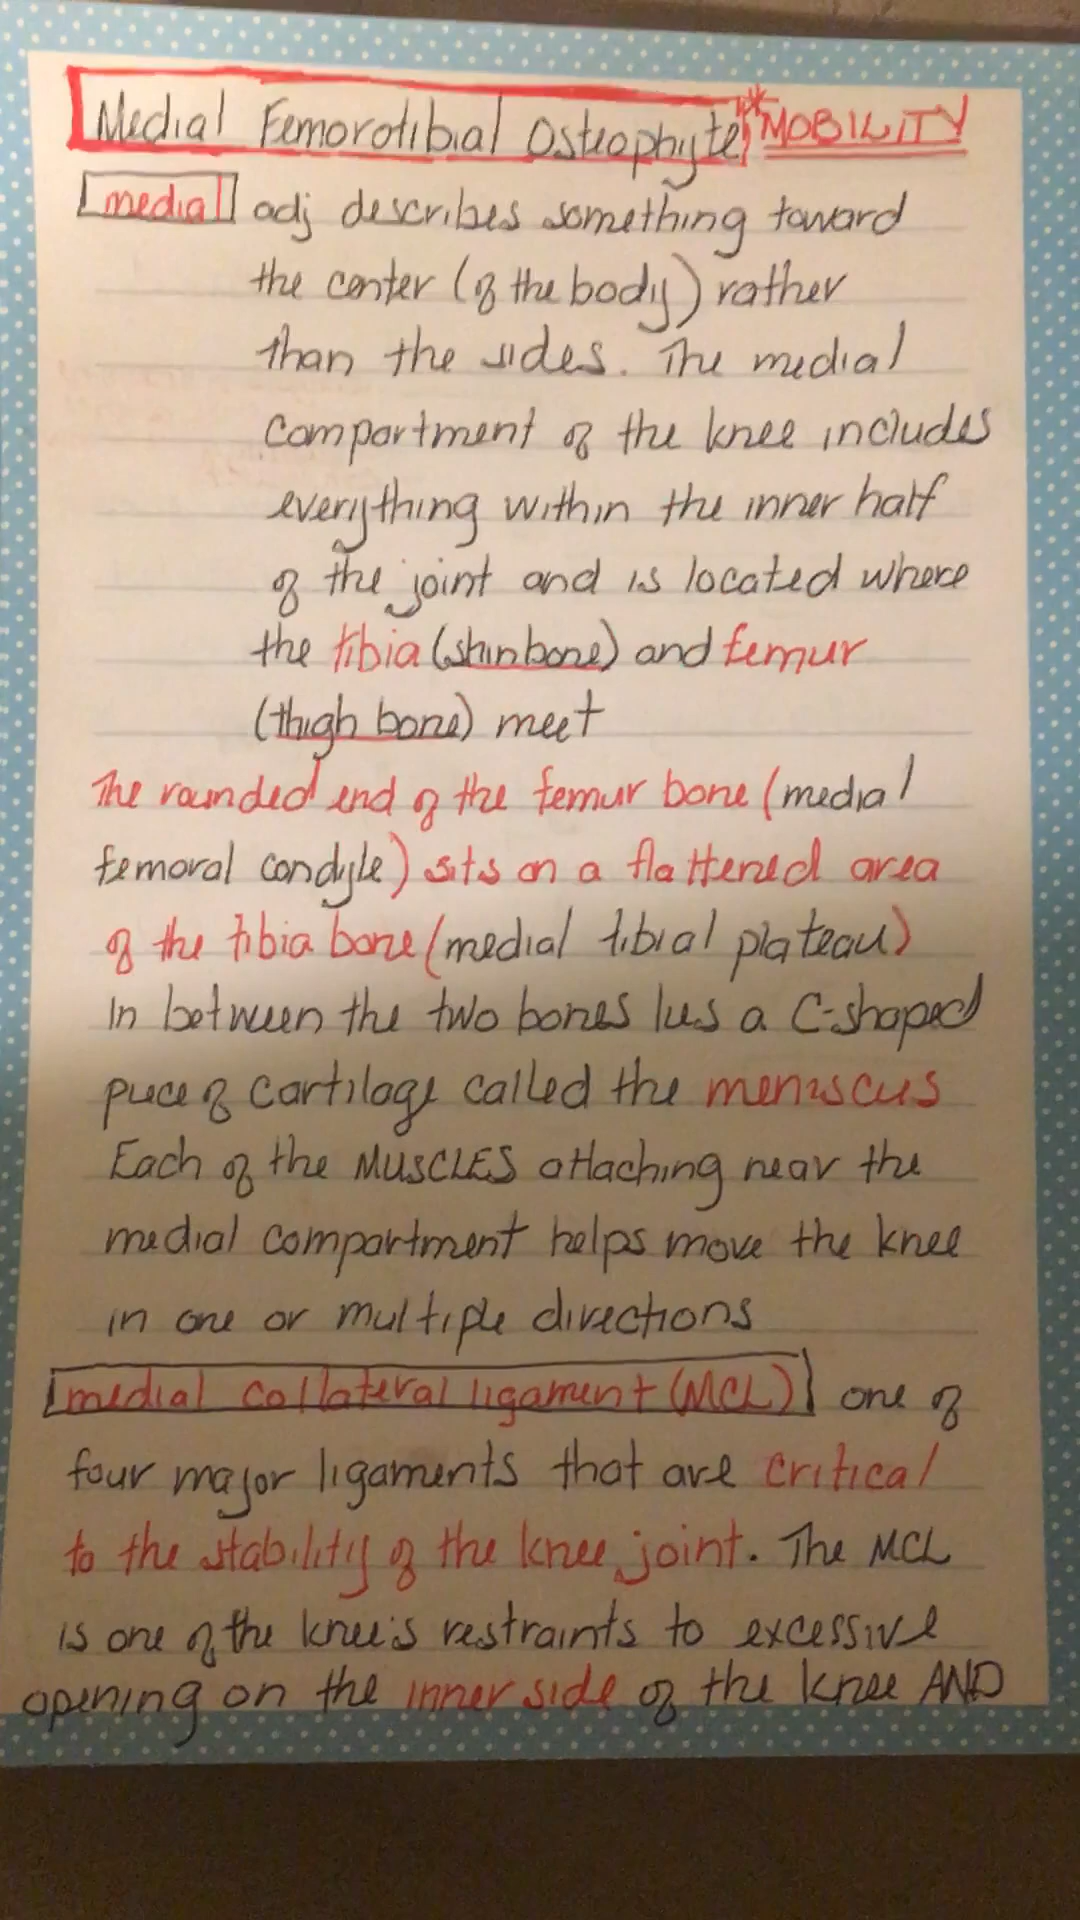 Medial Femorotibial Osteophyte ** MOBILITY
medial adj describes something toward
the center (of the body) rather
than the sides. The medial
compartment of the knee includes
everything within the inner half
of the joint and is located where
the tibia (shinbone) and femur
(thigh bone) meet
The rounded end of the femur bone (medial
femoral condyle) sits on a flattened area
of the tibia bone (medial tibial plateau)
In between the two bones lies a C-shaped
piece of cartilage called the meniscus
Each of the MUSCLES attaching near the
medial compartment helps move the knee
in one or multiple directions
medial collateral ligament (MCL) one of
four major ligaments that are critical
to the stability of the knee joint. The MCL
is one of the knee's restraints to excessive
opening on the inner side of the knee AND